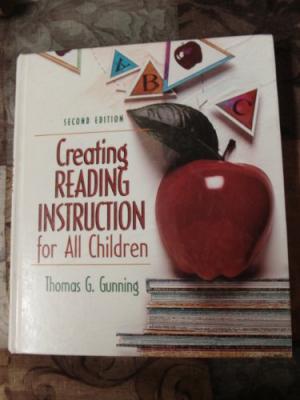 A
B
C
SECOND EDITION
Creating
READING
INSTRUCTION
for All Children
Thomas G. Gunning